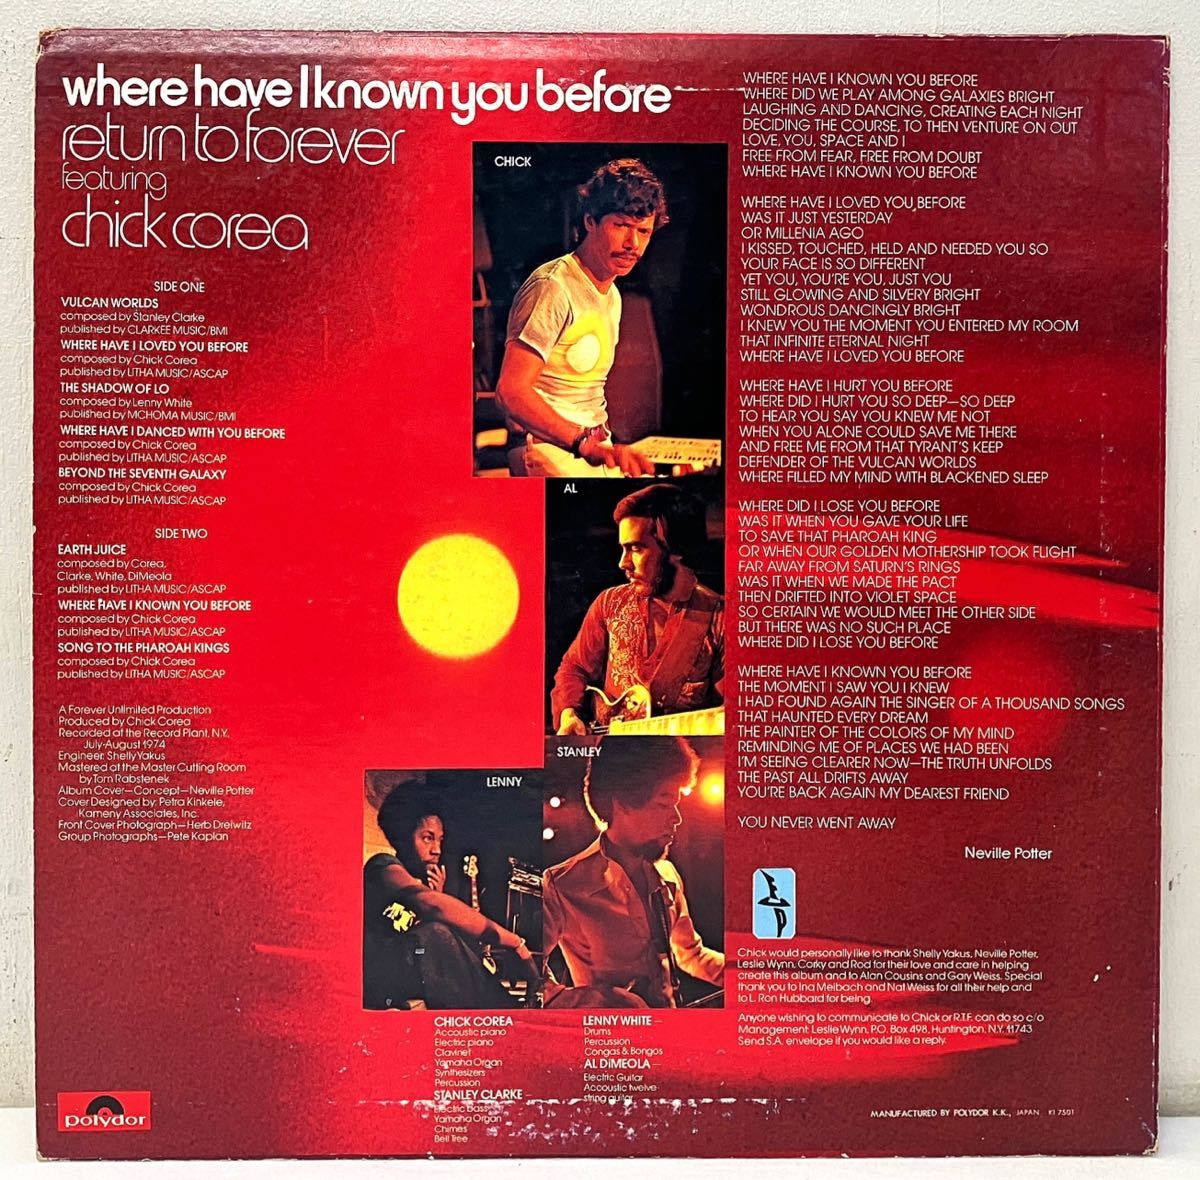 where have I known you before
return to forever
featuring
chick corea
SIDE ONE
VULCAN WORLDS
composed by Stanley Clarke
published by CLARKEE MUSIC/BMI
WHERE HAVE I LOVED YOU BEFORE
composed by Chick Corea
published by LITHA MUSIC/ASCAP
THE SHADOW OF LO
composed by Lenny White
published by MCHOMA MUSIC/BMI
WHERE HAVE I DANCED WITH YOU BEFORE
composed by Chick Corea
published by LITHA MUSIC/ASCAP
BEYOND THE SEVENTH GALAXY
composed by Chick Corea
published by LITHA MUSIC/ASCAP
SIDE TWO
EARTH JUICE
composed by Corea,
Clarke, White, DiMeola
published by LITHA MUSIC/ASCAP
WHERE HAVE I KNOWN YOU BEFORE
composed by Chick Corea
published by LITHA MUSIC/ASCAP
SONG TO THE PHAROAH KINGS
composed by Chick Corea
published by LITHA MUSIC/ASCAP
A Forever Unlimited Production
Produced by Chick Corea
Recorded at the Record Plant, N.Y.
July-August 1974
Engineer: Shelly Yakus
Mastered at the Master Cutting Room
by Tom Rabstenek
Album Cover—Concept—Neville Potter
Cover Designed by: Petra Kinkele,
Kameny Associates, Inc.
Front Cover Photograph—Herb Dreiwitz
Group Photographs—Pete Kaplan
CHICK
AL
STANLEY
LENNY
WHERE HAVE I KNOWN YOU BEFORE
WHERE DID WE PLAY AMONG GALAXIES BRIGHT
LAUGHING AND DANCING, CREATING EACH NIGHT
DECIDING THE COURSE, TO THEN VENTURE ON OUT
LOVE, YOU, SPACE AND I
FREE FROM FEAR, FREE FROM DOUBT
WHERE HAVE I KNOWN YOU BEFORE
WHERE HAVE I LOVED YOU BEFORE
WAS IT JUST YESTERDAY
OR MILLENIA AGO
I KISSED, TOUCHED, HELD AND NEEDED YOU SO
YOUR FACE IS SO DIFFERENT
YET YOU, YOU'RE YOU, JUST YOU
STILL GLOWING AND SILVERY BRIGHT
WONDROUS DANCINGLY BRIGHT
I KNEW YOU THE MOMENT YOU ENTERED MY ROOM
THAT INFINITE ETERNAL NIGHT
WHERE HAVE I LOVED YOU BEFORE
WHERE HAVE I HURT YOU BEFORE
WHERE DID I HURT YOU SO DEEP—SO DEEP
TO HEAR YOU SAY YOU KNEW ME NOT
WHEN YOU ALONE COULD SAVE ME THERE
AND FREE ME FROM THAT TYRANT'S KEEP
DEFENDER OF THE VULCAN WORLDS
WHERE FILLED MY MIND WITH BLACKENED SLEEP
WHERE DID I LOSE YOU BEFORE
WAS IT WHEN YOU GAVE YOUR LIFE
TO SAVE THAT PHAROAH KING
OR WHEN OUR GOLDEN MOTHERSHIP TOOK FLIGHT
FAR AWAY FROM SATURN'S RINGS
WAS IT WHEN WE MADE THE PACT
THEN DRIFTED INTO VIOLET SPACE
SO CERTAIN WE WOULD MEET THE OTHER SIDE
BUT THERE WAS NO SUCH PLACE
WHERE DID I LOSE YOU BEFORE
WHERE HAVE I KNOWN YOU BEFORE
THE MOMENT I SAW YOU I KNEW
I HAD FOUND AGAIN THE SINGER OF A THOUSAND SONGS
THAT HAUNTED EVERY DREAM
THE PAINTER OF THE COLORS OF MY MIND
REMINDING ME OF PLACES WE HAD BEEN
I'M SEEING CLEARER NOW—THE TRUTH UNFOLDS
THE PAST ALL DRIFTS AWAY
YOU'RE BACK AGAIN MY DEAREST FRIEND
YOU NEVER WENT AWAY
Neville Potter
Chick would personally like to thank Shelly Yakus, Neville Potter,
Leslie Wynn, Corky and Rod for their love and care in helping
create this album and to Alan Cousins and Gary Weiss. Special
thank you to Ina Meibach and Nat Weiss for all their help and
to L. Ron Hubbard for being.
Anyone wishing to communicate to Chick or R.T.F. can do so c/o
Management: Leslie Wynn, P.O. Box 498, Huntington, N.Y. 11743
Send S.A. envelope if you would like a reply.
CHICK COREA—
Accoustic piano
Electric piano
Clavinet
Yamaha Organ
Synthesizers
Percussion
STANLEY CLARKE—
Electric bass
Yamaha Organ
Chimes
Bell Tree
LENNY WHITE—
Drums
Percussion
Congas & Bongos
AL DiMEOLA—
Electric Guitar
Accoustic twelve-
string guitar
polydor
MANUFACTURED BY POLYDOR K.K., JAPAN KI 7501